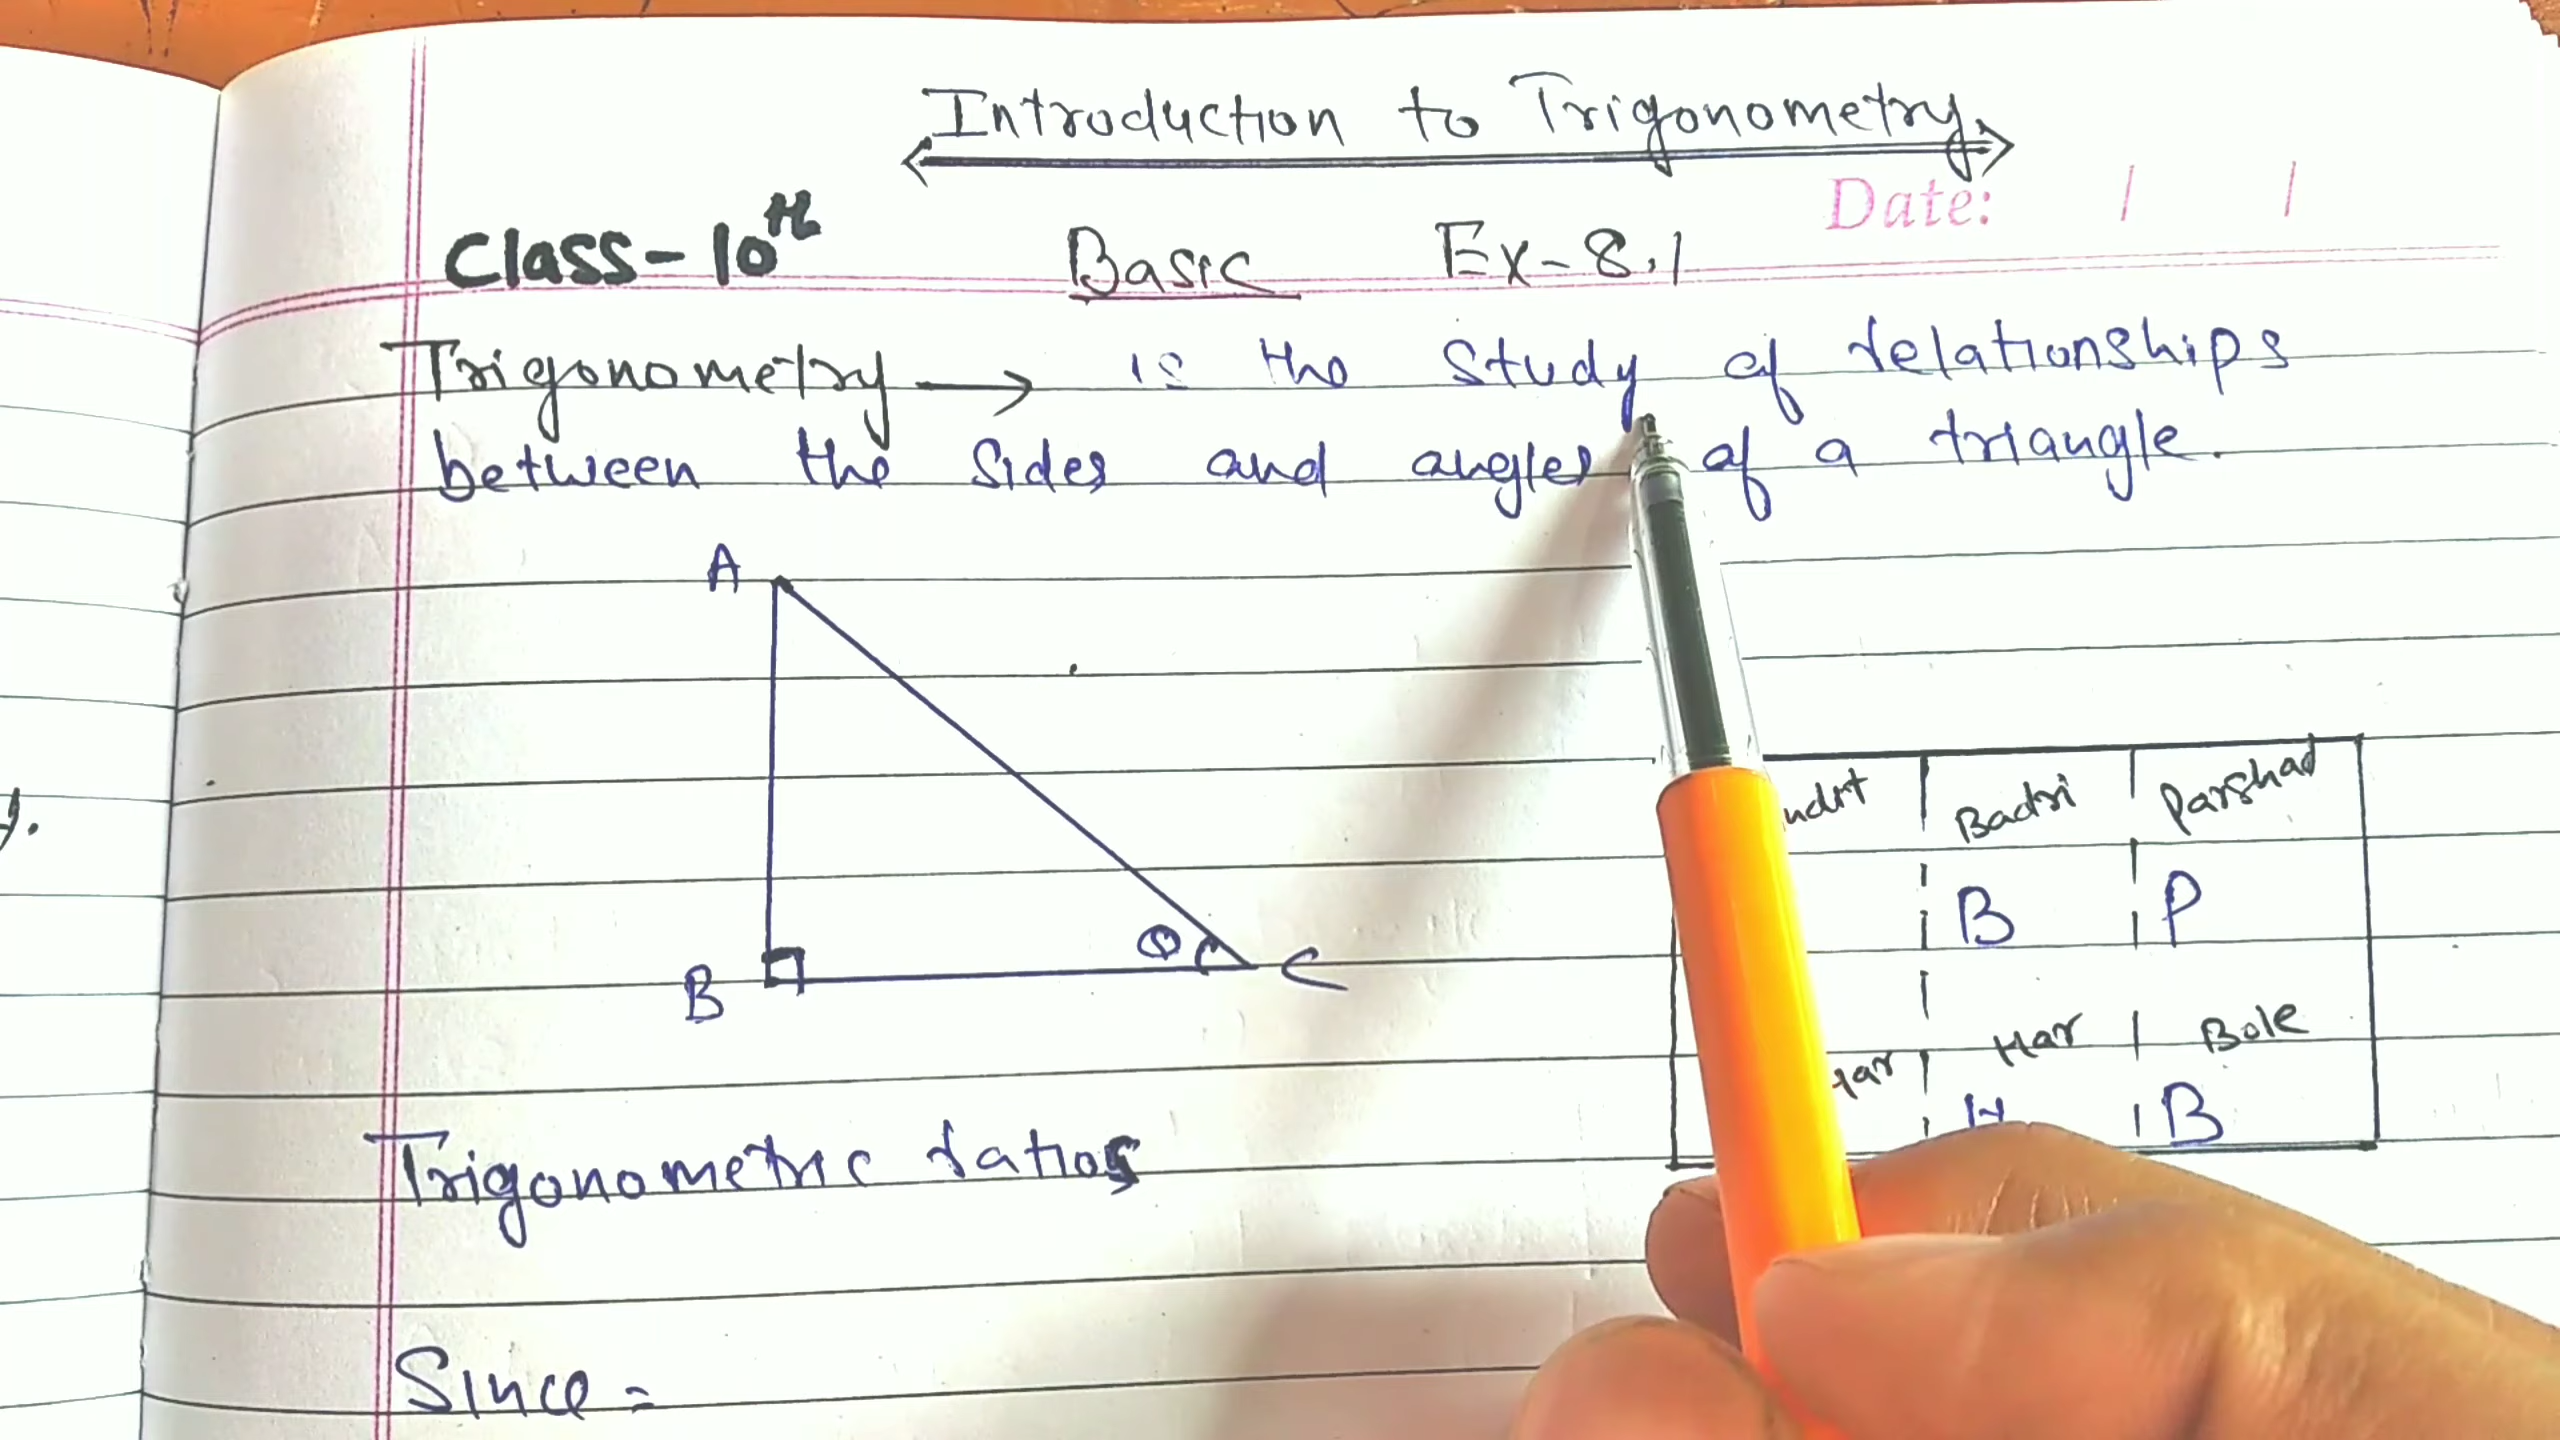 Introduction to Trigonometry
Date: / /
Class-10th Basic Ex-8.1
Trigonometry → is the study of relationships
between the sides and angles of a triangle.
A
B
C
Badri Parshad
B P
Har Bole
H B
Trigonometric ratios